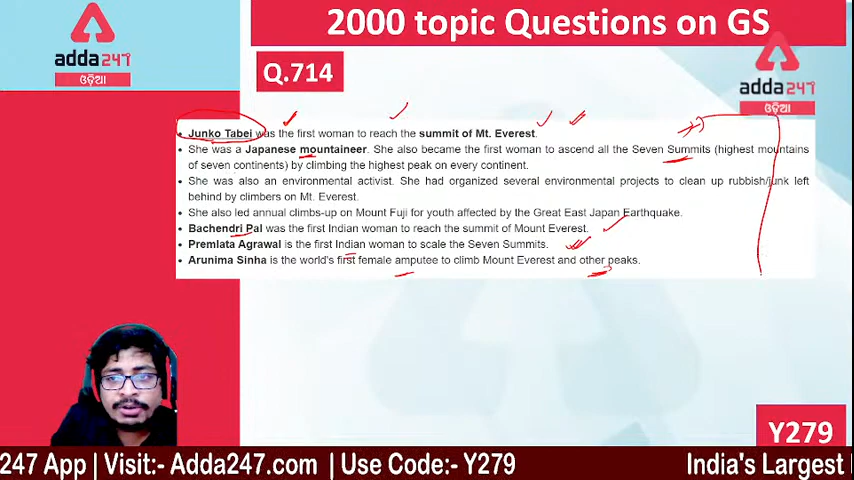 2000 topic Questions on GS
adda247
ଓଡ଼ିଆ
Q.714
adda247
ଓଡ଼ିଆ
• Junko Tabei was the first woman to reach the summit of Mt. Everest.
• She was a Japanese mountaineer. She also became the first woman to ascend all the Seven Summits (highest mountains
of seven continents) by climbing the highest peak on every continent.
• She was also an environmental activist. She had organized several environmental projects to clean up rubbish/junk left
behind by climbers on Mt. Everest.
• She also led annual climbs-up on Mount Fuji for youth affected by the Great East Japan Earthquake.
• Bachendri Pal was the first Indian woman to reach the summit of Mount Everest.
• Premlata Agrawal is the first Indian woman to scale the Seven Summits.
• Arunima Sinha is the world's first female amputee to climb Mount Everest and other peaks.
Y279
247 App | Visit:- Adda247.com | Use Code:- Y279 India's Largest